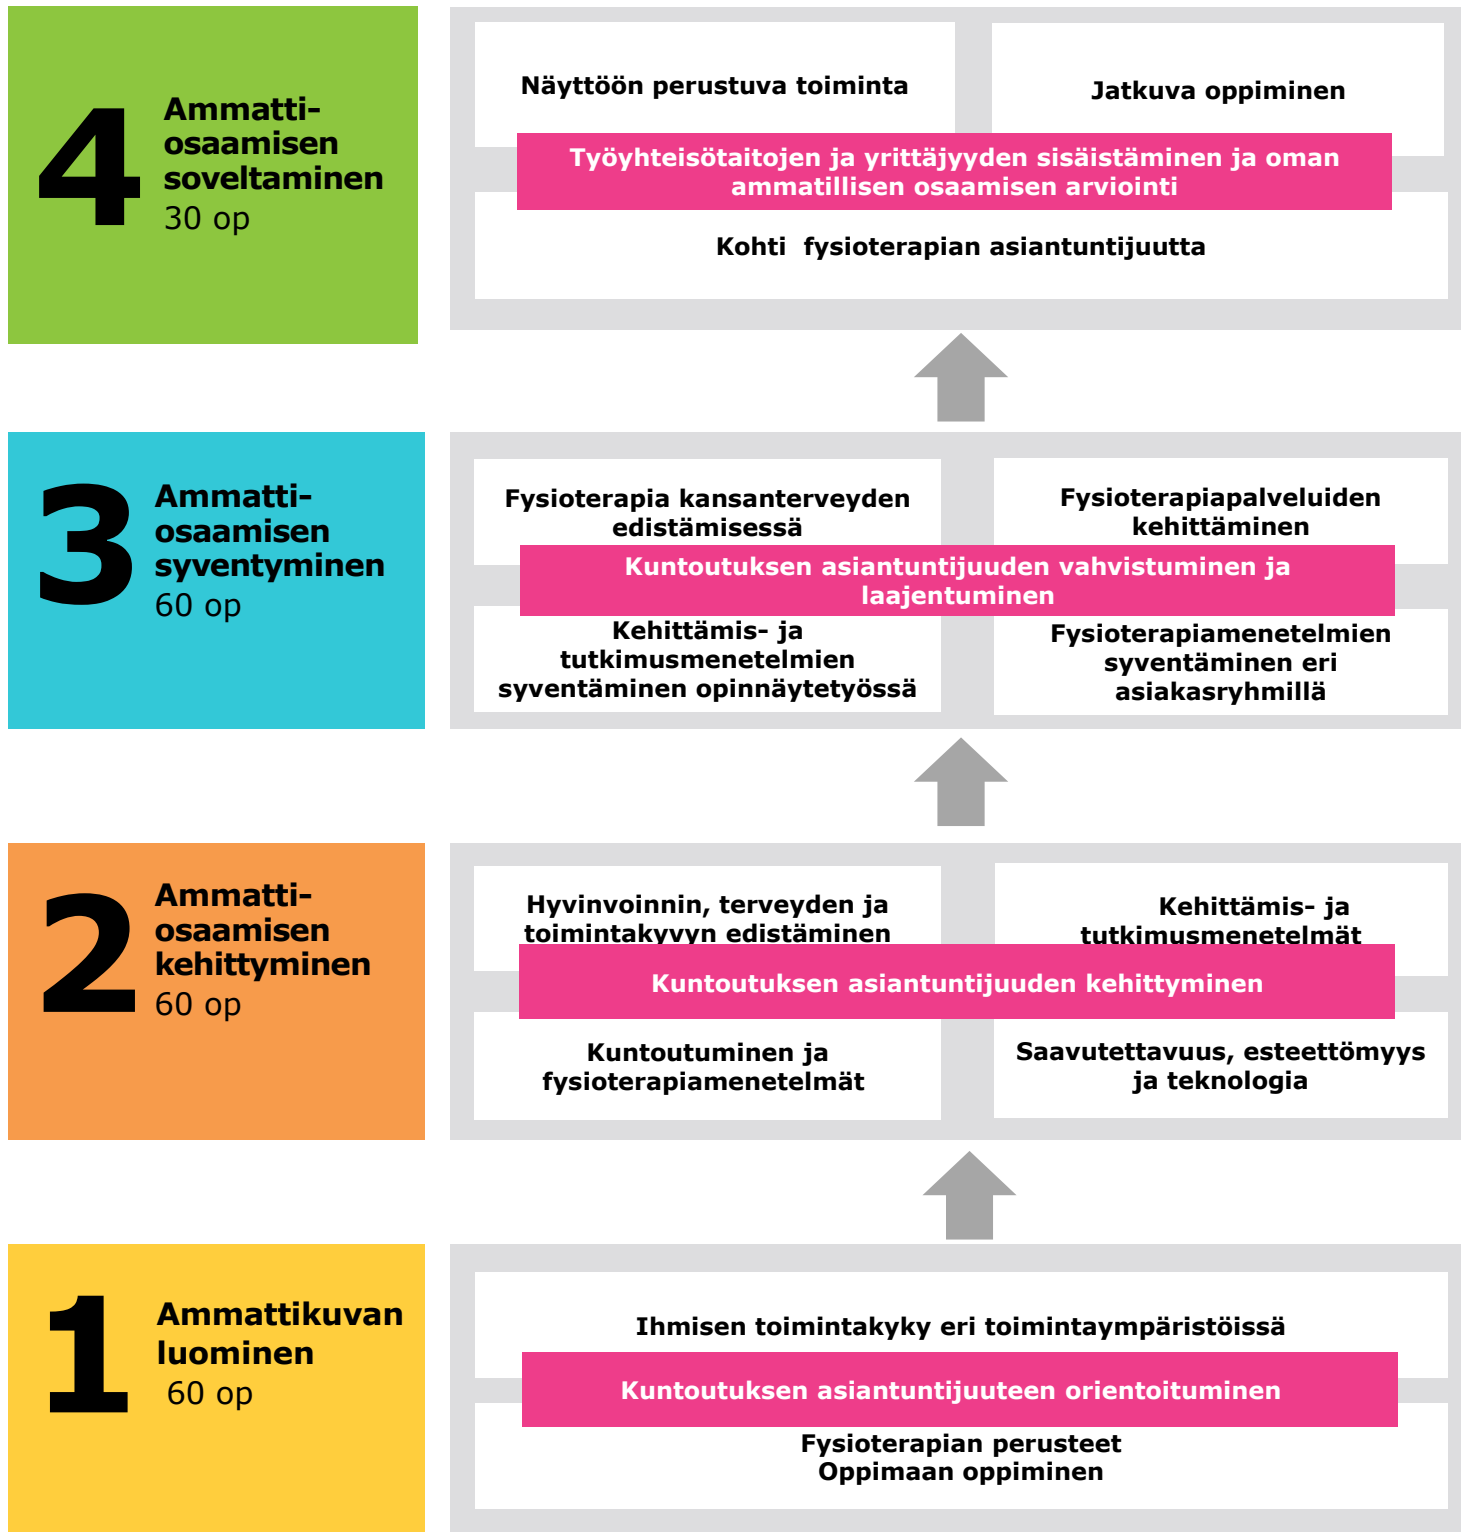 4
Ammatti-
osaamisen
soveltaminen
30 op
Näyttöön perustuva toiminta
Jatkuva oppiminen
Työyhteisötaitojen ja yrittäjyyden sisäistäminen ja oman
ammatillisen osaamisen arviointi
Kohti fysioterapian asiantuntijuutta
3
Ammatti-
osaamisen
syventyminen
60 op
Fysioterapia kansanterveyden
edistämisessä
Fysioterapiapalveluiden
kehittäminen
Kuntoutuksen asiantuntijuuden vahvistuminen ja
laajentuminen
Kehittämis- ja
tutkimusmenetelmien
syventäminen opinnäytetyössä
Fysioterapiamenetelmien
syventäminen eri
asiakasryhmillä
2
Ammatti-
osaamisen
kehittyminen
60 op
Hyvinvoinnin, terveyden ja
toimintakyvyn edistäminen
Kehittämis- ja
tutkimusmenetelmät
Kuntoutuksen asiantuntijuuden kehittyminen
Kuntoutuminen ja
fysioterapiamenetelmät
Saavutettavuus, esteettömyys
ja teknologia
1
Ammattikuvan
luominen
60 op
Ihmisen toimintakyky eri toimintaympäristöissä
Kuntoutuksen asiantuntijuuteen orientoituminen
Fysioterapian perusteet
Oppimaan oppiminen